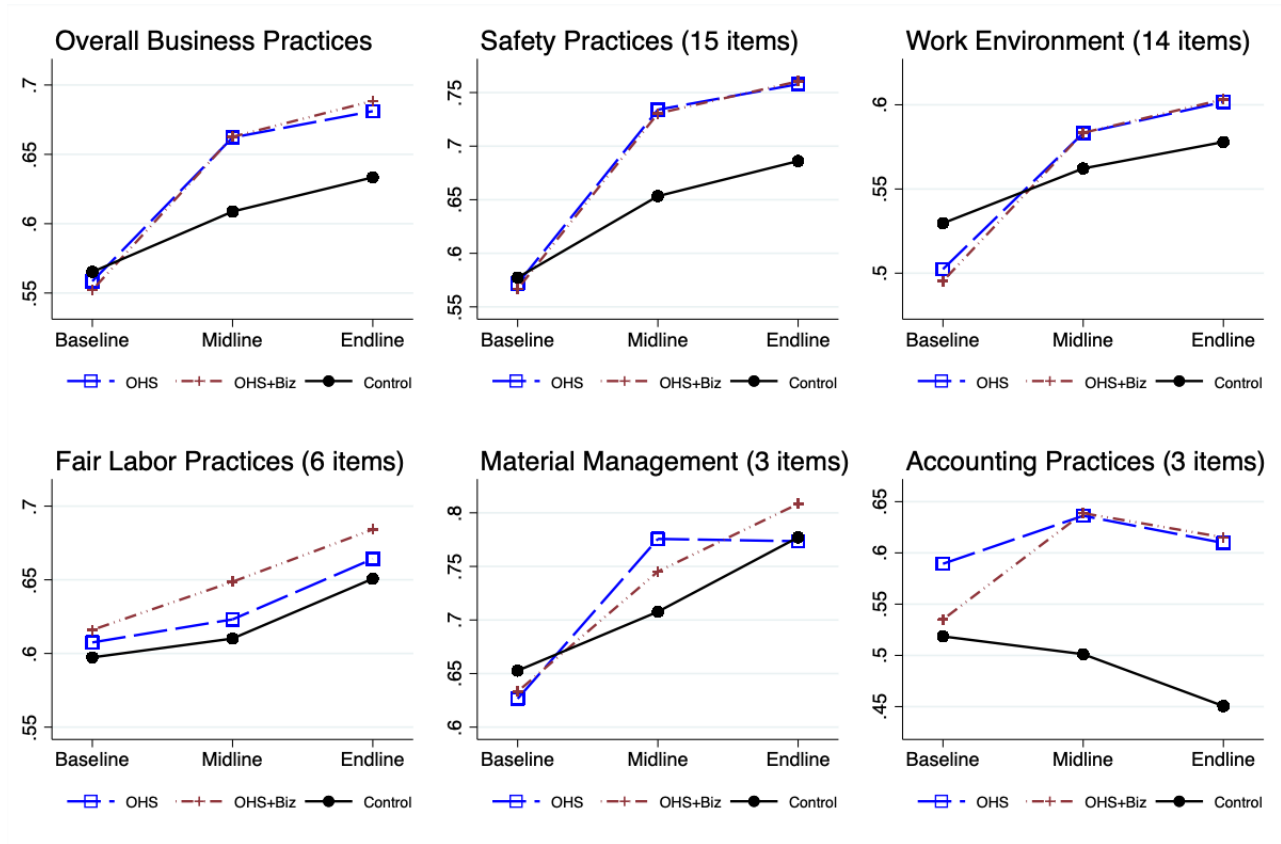 Overall Business Practices
.7
.65
.6
.55
Baseline Midline Endline
OHS OHS+Biz Control
Safety Practices (15 items)
.75
.7
.65
.6
.55
Baseline Midline Endline
OHS OHS+Biz Control
Work Environment (14 items)
.6
.55
.5
Baseline Midline Endline
OHS OHS+Biz Control
Fair Labor Practices (6 items)
.7
.65
.6
.55
Baseline Midline Endline
OHS OHS+Biz Control
Material Management (3 items)
.8
.75
.7
.65
.6
Baseline Midline Endline
OHS OHS+Biz Control
Accounting Practices (3 items)
.65
.6
.55
.5
.45
Baseline Midline Endline
OHS OHS+Biz Control